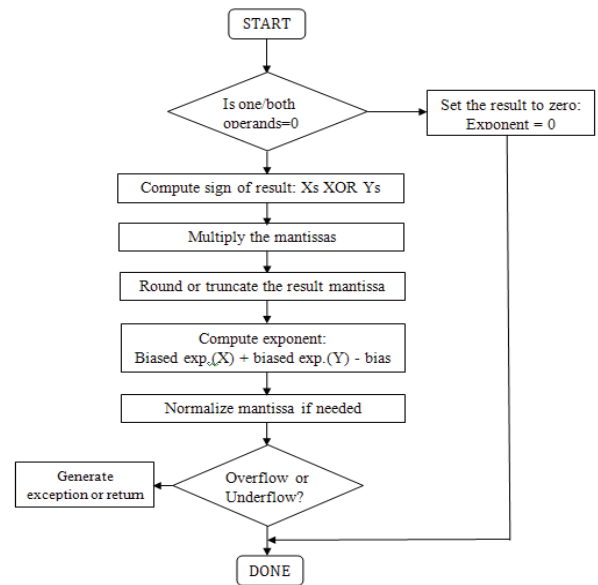 START
Is one/both
operands=0
Set the result to zero:
Exponent = 0
Compute sign of result: Xs XOR Ys
Multiply the mantissas
Round or truncate the result mantissa
Compute exponent:
Biased exp.(X) + biased exp.(Y) - bias
Normalize mantissa if needed
Overflow or
Underflow?
Generate
exception or return
DONE